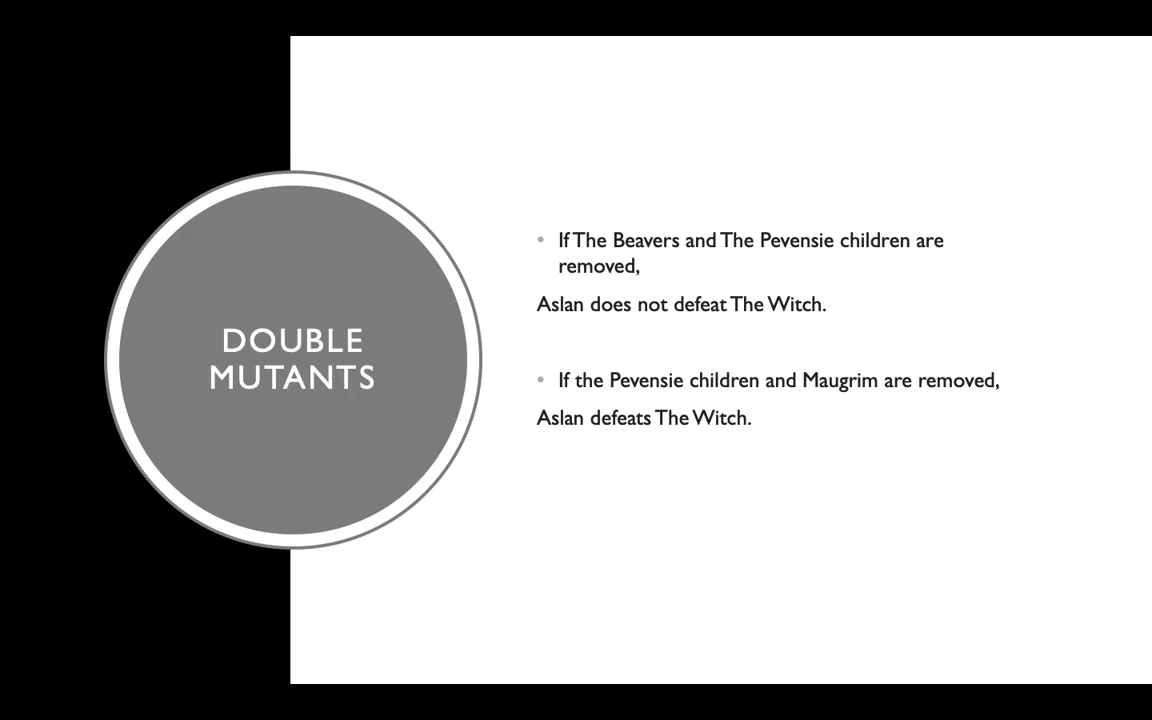 DOUBLE
MUTANTS
• If The Beavers and The Pevensie children are
removed,
Aslan does not defeat The Witch.
• If the Pevensie children and Maugrim are removed,
Aslan defeats The Witch.